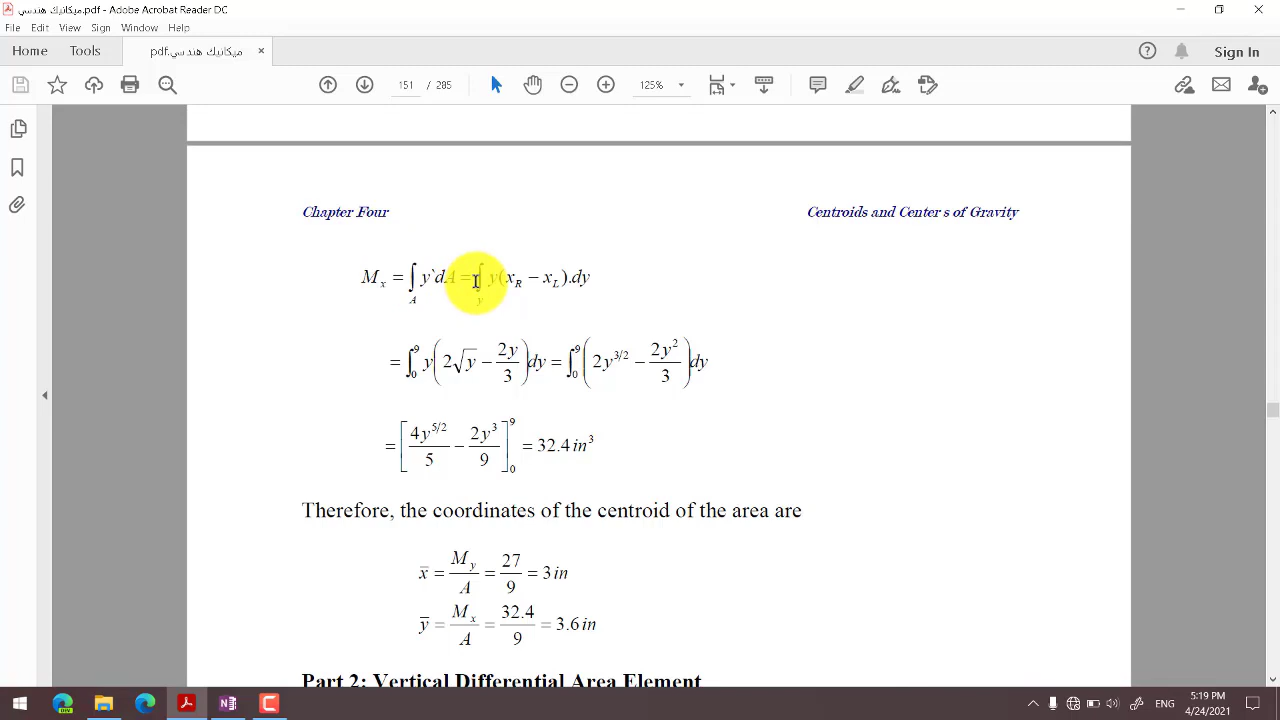 ميكانيك هندسي.pdf - Adobe Acrobat Reader DC
File Edit View Sign Window Help
Home Tools ميكانيك هندسي.pdf × Sign In
151 / 285 125%
Chapter Four Centroids and Center s of Gravity
M_x = ∫_A y`dA = ∫_y y(x_R − x_L).dy
= ∫_0^9 y(2√y − 2y/3)dy = ∫_0^9 (2y^{3/2} − 2y^2/3)dy
= [4y^{5/2}/5 − 2y^3/9]_0^9 = 32.4 in^3
Therefore, the coordinates of the centroid of the area are
x̄ = M_y/A = 27/9 = 3 in
ȳ = M_x/A = 32.4/9 = 3.6 in
Part 2: Vertical Differential Area Element
ENG 5:19 PM
4/24/2021